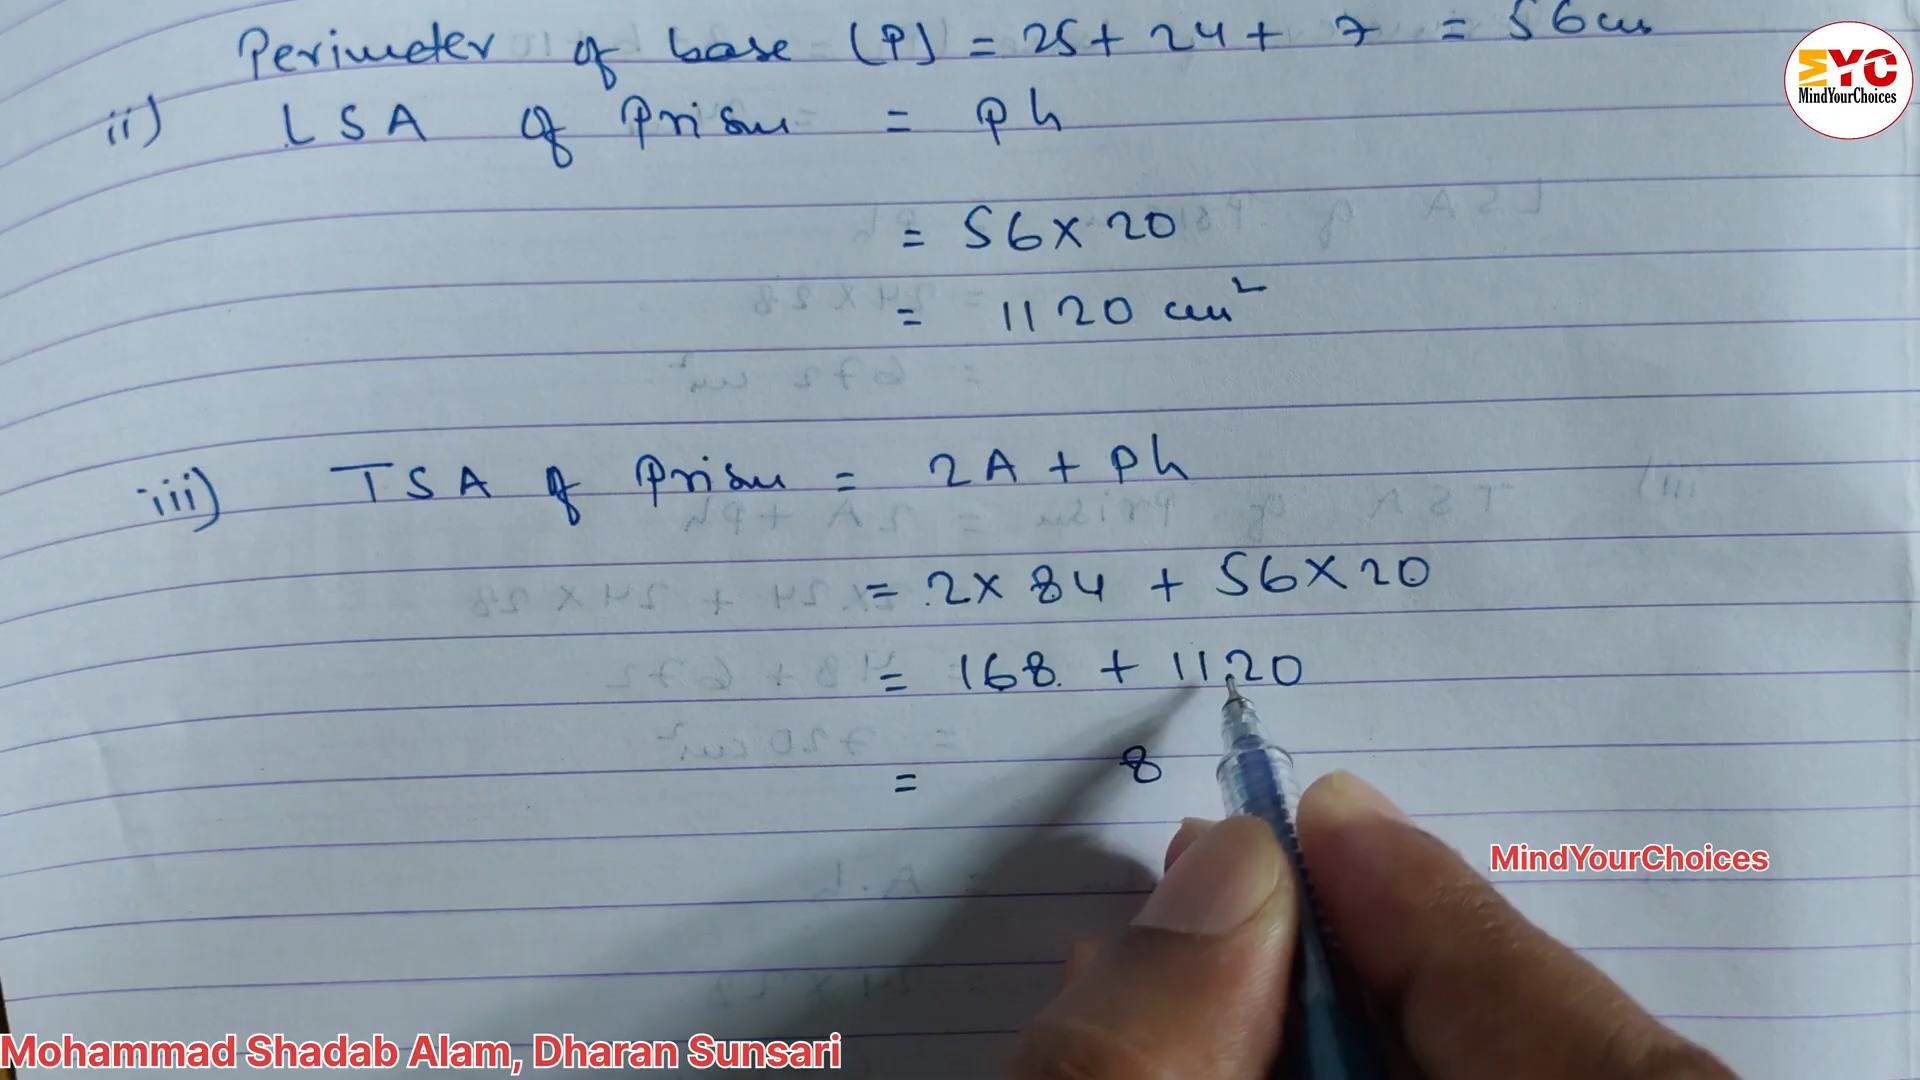 Perimeter of base (P) = 25 + 24 + 7 = 56 cm
ii) LSA of Prism = Ph
= 56 × 20
= 1120 cm²
iii) TSA of Prism = 2A + Ph
= 2 × 84 + 56 × 20
= 168 + 1120
= 8
MYC
MindYourChoices
MindYourChoices
Mohammad Shadab Alam, Dharan Sunsari